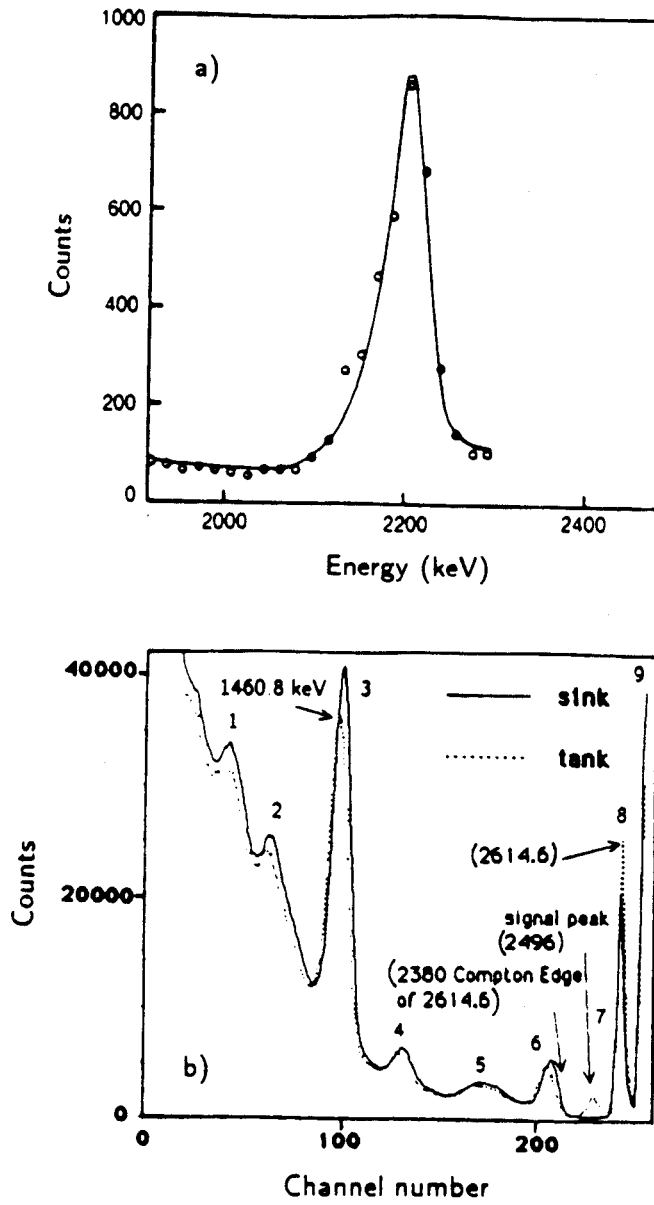 1000
a)
800
600
400
200
0
Counts
2000
2200
2400
Energy (keV)
40000
20000
0
Counts
1460.8 keV
1
2
3
4
5
6
7
8
9
sink
tank
(2614.6)
signal peak
(2496)
(2380 Compton Edge
of 2614.6)
b)
0
100
200
Channel number